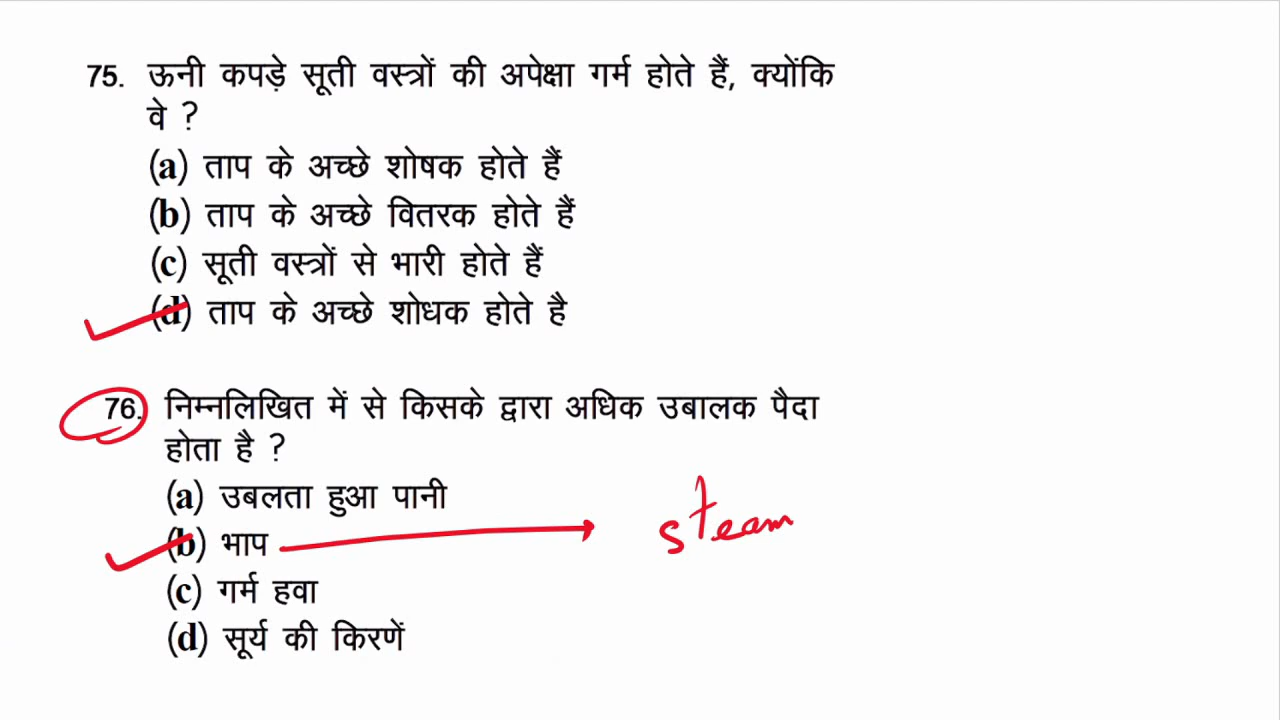 75. ऊनी कपड़े सूती वस्त्रों की अपेक्षा गर्म होते हैं, क्योंकि
वे ?
(a) ताप के अच्छे शोषक होते हैं
(b) ताप के अच्छे वितरक होते हैं
(c) सूती वस्त्रों से भारी होते हैं
(d) ताप के अच्छे शोधक होते है
76. निम्नलिखित में से किसके द्वारा अधिक उबालक पैदा
होता है ?
(a) उबलता हुआ पानी
(b) भाप steam
(c) गर्म हवा
(d) सूर्य की किरणें